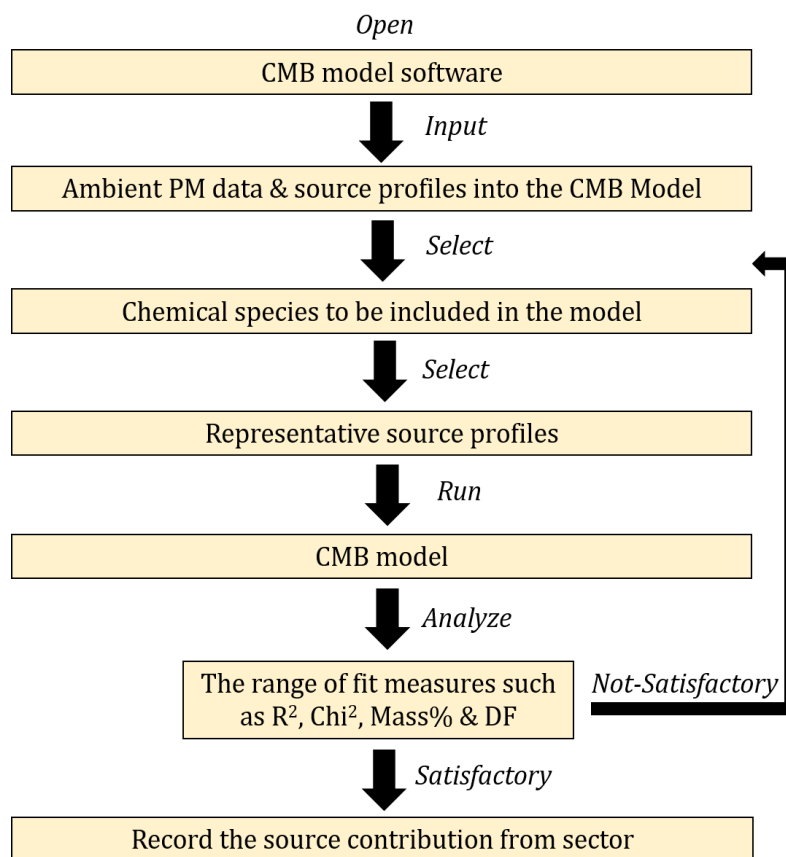 Open
CMB model software
Input
Ambient PM data & source profiles into the CMB Model
Select
Chemical species to be included in the model
Select
Representative source profiles
Run
CMB model
Analyze
The range of fit measures such
as R², Chi², Mass% & DF
Not-Satisfactory
Satisfactory
Record the source contribution from sector